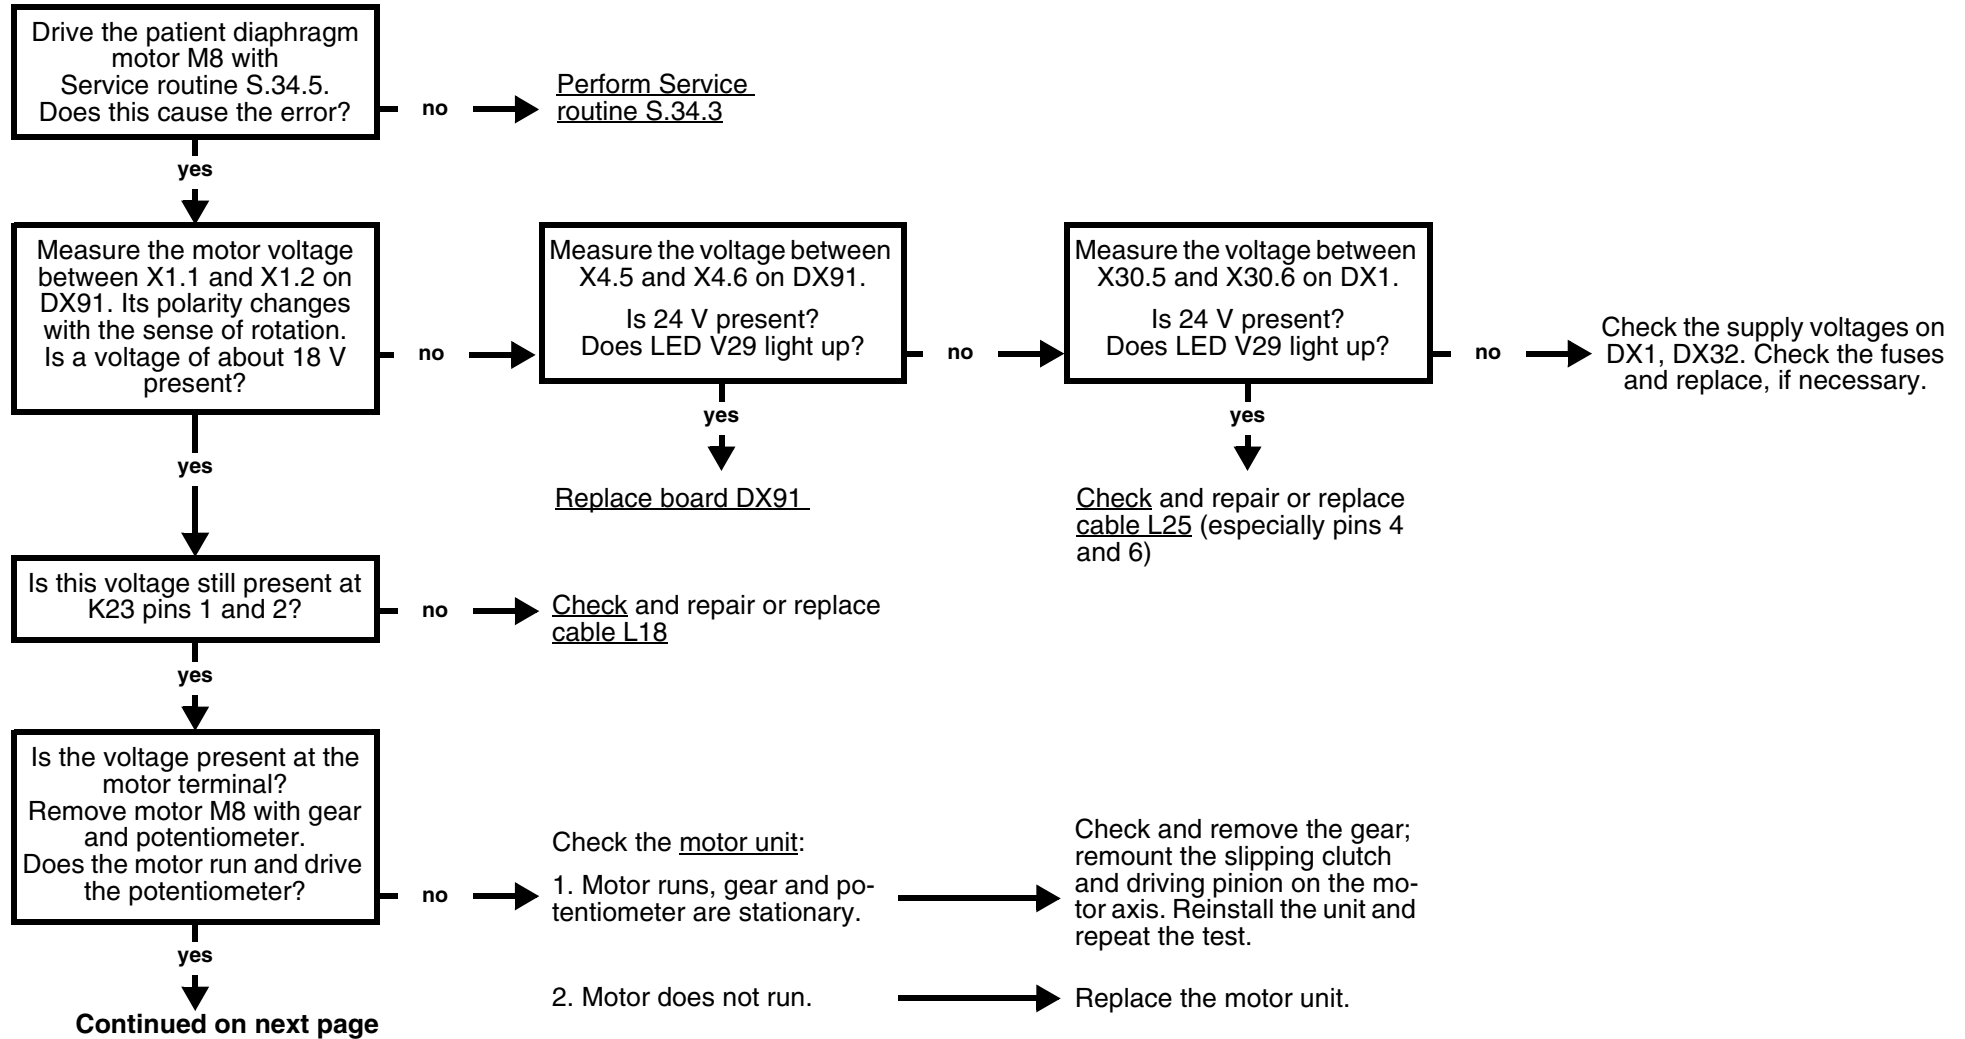 Drive the patient diaphragm
motor M8 with
Service routine S.34.5.
Does this cause the error?
no
Perform Service
routine S.34.3
yes
Measure the motor voltage
between X1.1 and X1.2 on
DX91. Its polarity changes
with the sense of rotation.
Is a voltage of about 18 V
present?
no
Measure the voltage between
X4.5 and X4.6 on DX91.
Is 24 V present?
Does LED V29 light up?
no
Measure the voltage between
X30.5 and X30.6 on DX1.
Is 24 V present?
Does LED V29 light up?
no
Check the supply voltages on
DX1, DX32. Check the fuses
and replace, if necessary.
yes
Replace board DX91
yes
Check and repair or replace
cable L25 (especially pins 4
and 6)
yes
Is this voltage still present at
K23 pins 1 and 2?
no
Check and repair or replace
cable L18
yes
Is the voltage present at the
motor terminal?
Remove motor M8 with gear
and potentiometer.
Does the motor run and drive
the potentiometer?
no
Check the motor unit:
1. Motor runs, gear and po-
tentiometer are stationary.
Check and remove the gear;
remount the slipping clutch
and driving pinion on the mo-
tor axis. Reinstall the unit and
repeat the test.
2. Motor does not run.
Replace the motor unit.
yes
Continued on next page